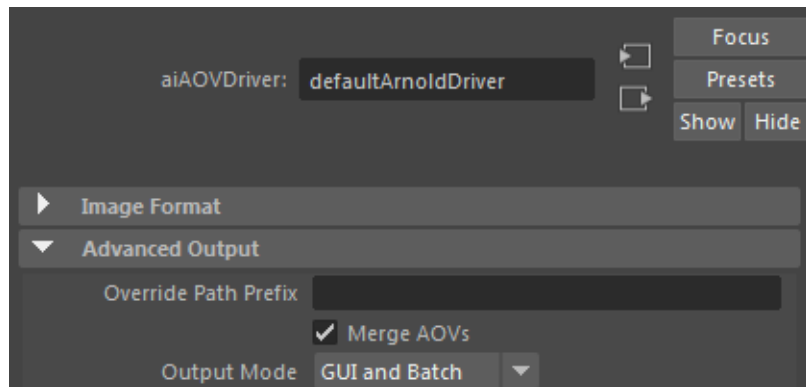 Focus
aiAOVDriver: defaultArnoldDriver
Presets
Show Hide
Image Format
Advanced Output
Override Path Prefix
Merge AOVs
Output Mode GUI and Batch